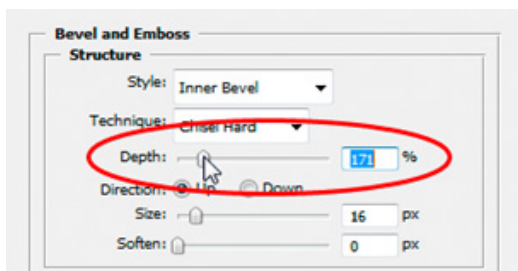 Bevel and Emboss
Structure
Style: Inner Bevel
Technique: Chisel Hard
Depth: 171 %
Direction: Up Down
Size: 16 px
Soften: 0 px